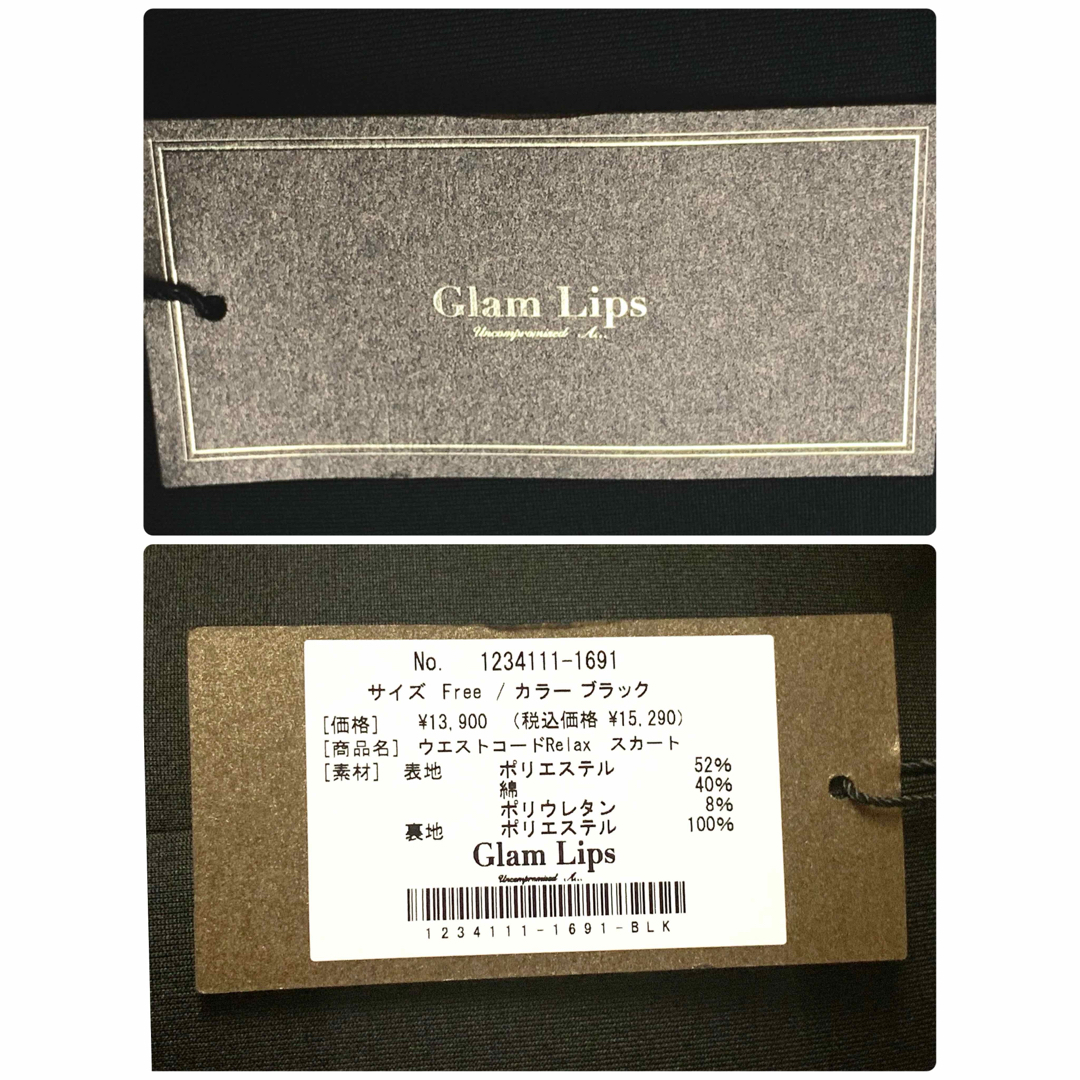 Glam Lips
Uncompromised A...
No. 1234111-1691
サイズ Free / カラー ブラック
[価格] ¥13,900 (税込価格 ¥15,290)
[商品名] ウエストコードRelax スカート
[素材] 表地 ポリエステル 52%
綿 40%
ポリウレタン 8%
裏地 ポリエステル 100%
Glam Lips
Uncompromised A...
1234111-1691-BLK